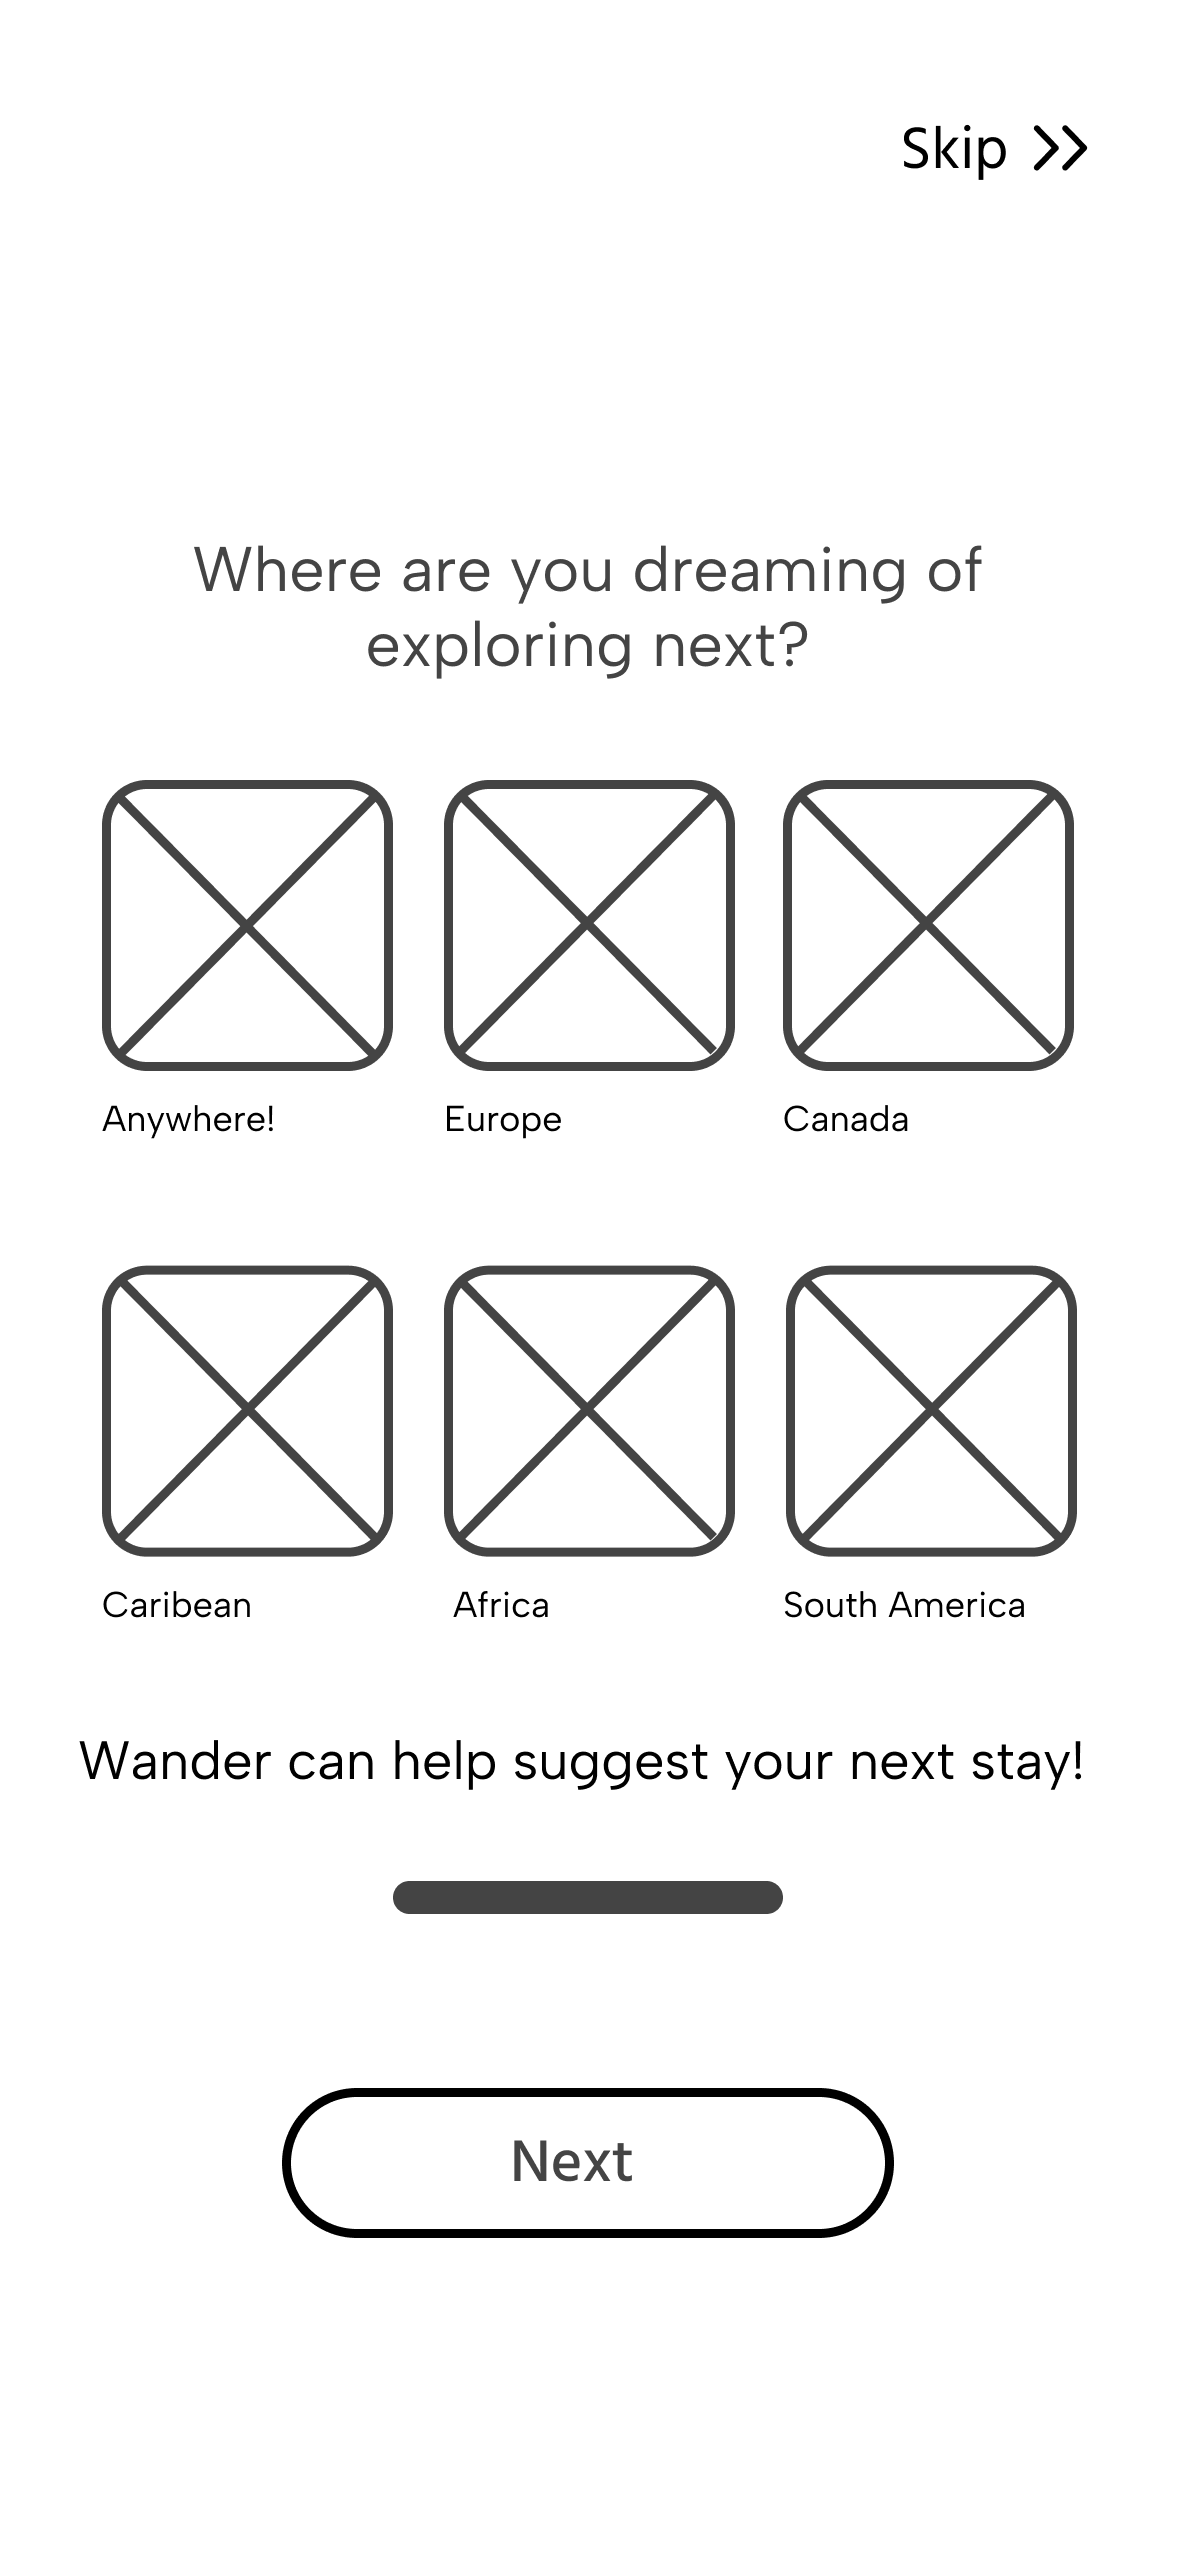 Skip
Where are you dreaming of
exploring next?
Anywhere!
Europe
Canada
Caribean
Africa
South America
Wander can help suggest your next stay!
Next